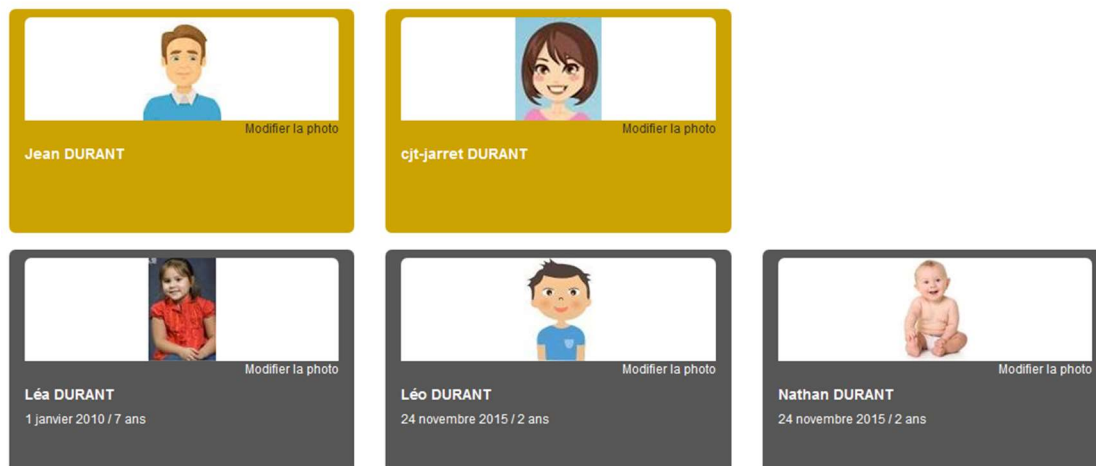 Modifier la photo
Modifier la photo
Jean DURANT
cjt-jarret DURANT
Modifier la photo
Modifier la photo
Modifier la photo
Léa DURANT
Léo DURANT
Nathan DURANT
1 janvier 2010 / 7 ans
24 novembre 2015 / 2 ans
24 novembre 2015 / 2 ans